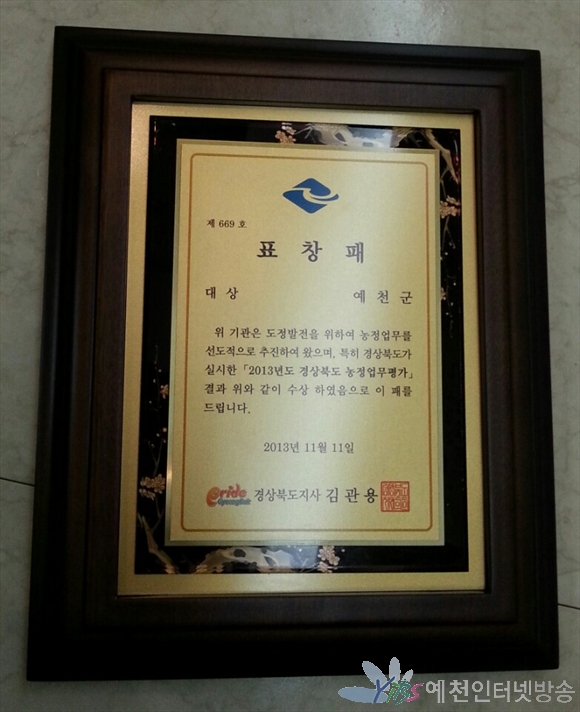 제 669 호
표 창 패
대 상 예 천 군
위 기관은 도정발전을 위하여 농정업무를
선도적으로 추진하여 왔으며, 특히 경상북도가
실시한 「2013년도 경상북도 농정업무평가」
결과 위와 같이 수상 하였음으로 이 패를
드립니다.
2013년 11월 11일
Pride
경상북도지사 김 관 용
예천인터넷방송